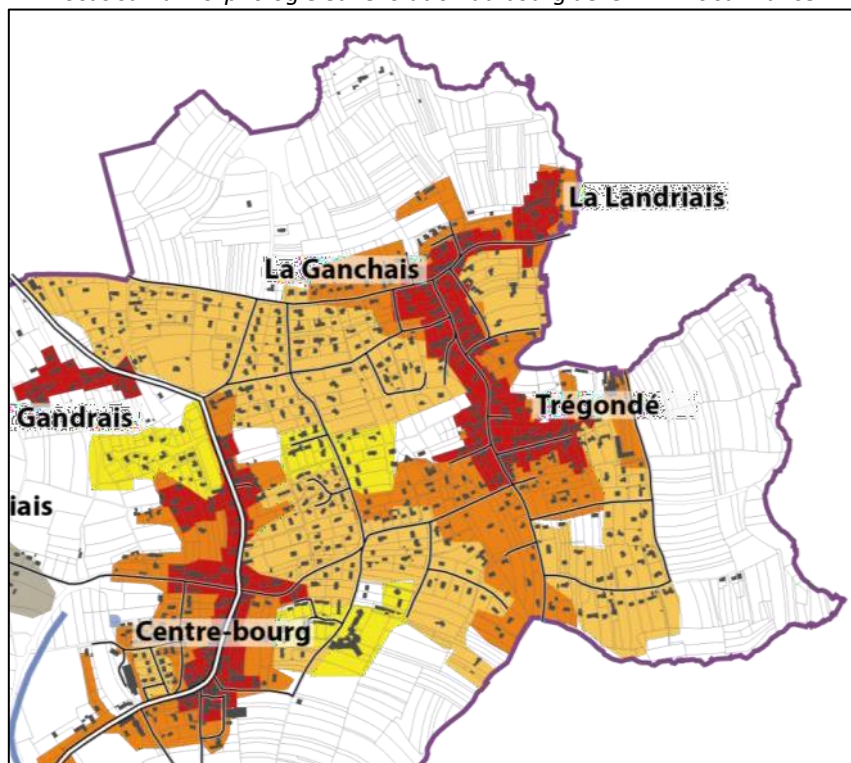 La Landriais
La Ganchais
Trégondé
Gandrais
iais
Centre-bourg